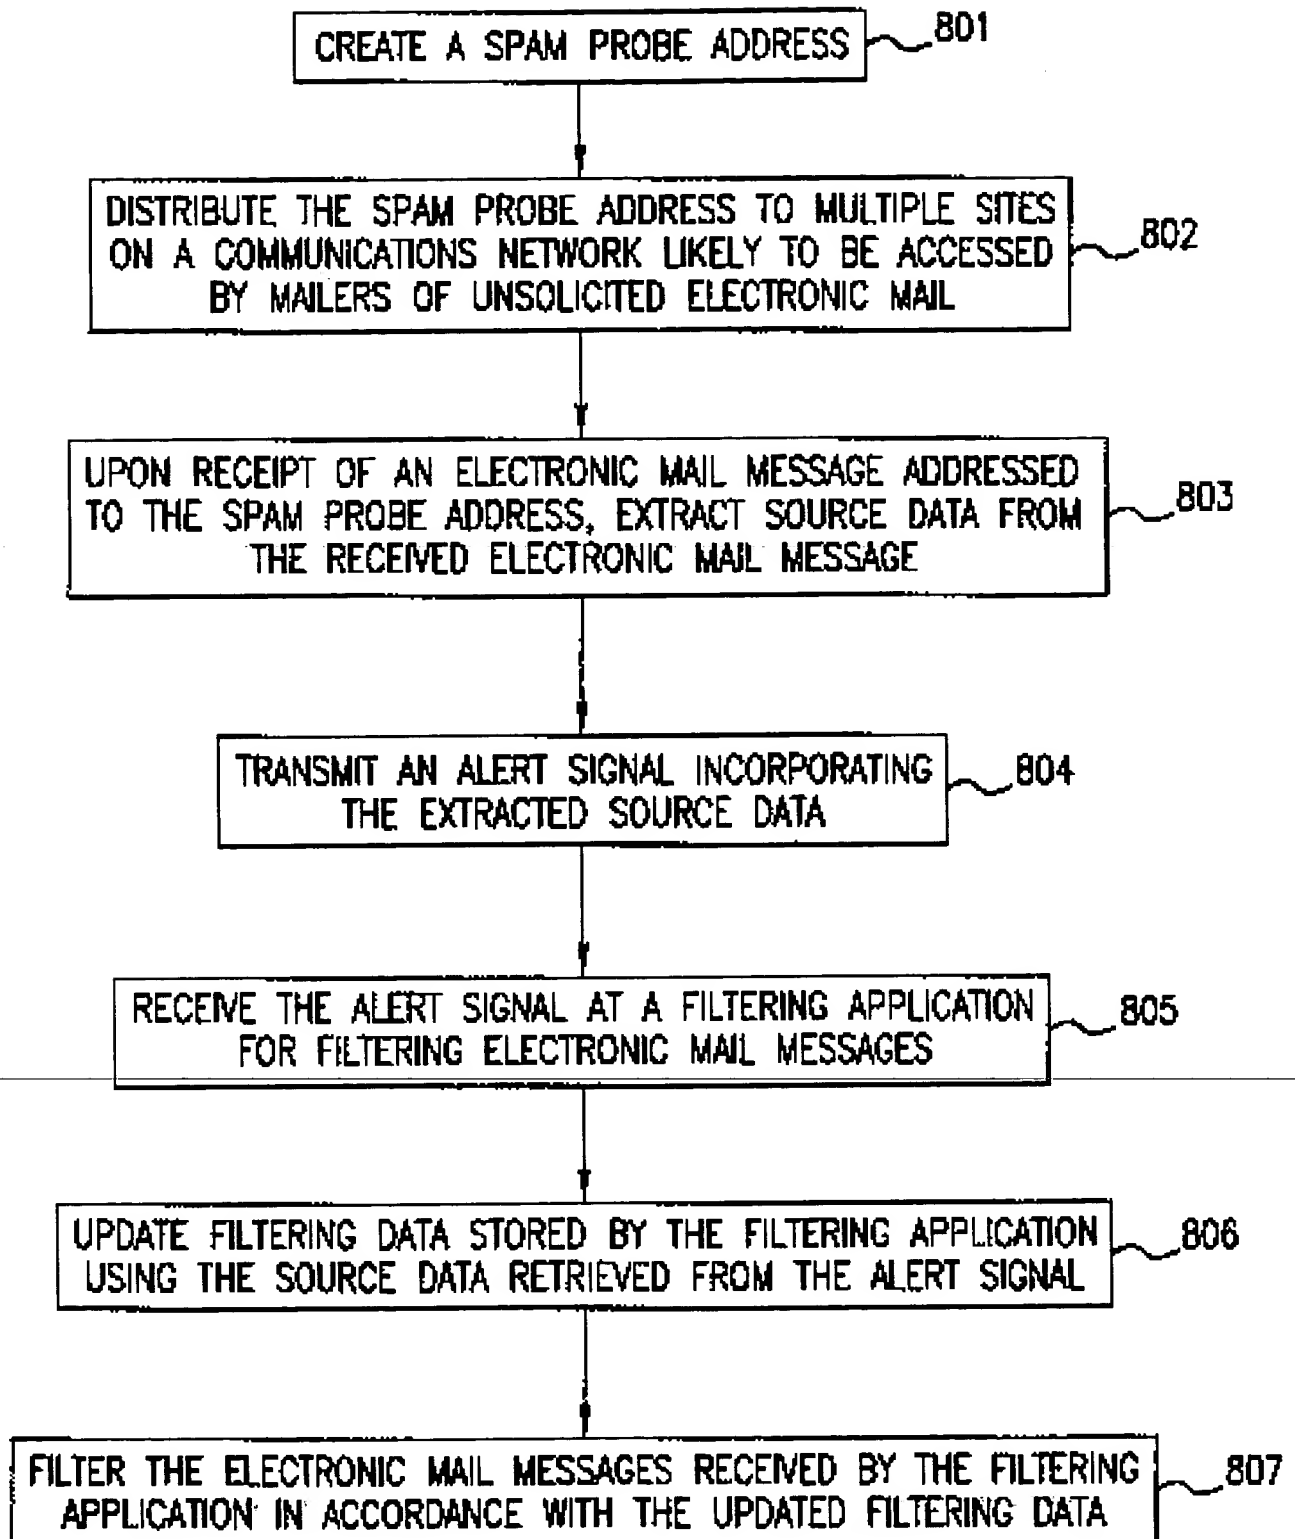 CREATE A SPAM PROBE ADDRESS
801
DISTRIBUTE THE SPAM PROBE ADDRESS TO MULTIPLE SITES
ON A COMMUNICATIONS NETWORK LIKELY TO BE ACCESSED
BY MAILERS OF UNSOLICITED ELECTRONIC MAIL
802
UPON RECEIPT OF AN ELECTRONIC MAIL MESSAGE ADDRESSED
TO THE SPAM PROBE ADDRESS, EXTRACT SOURCE DATA FROM
THE RECEIVED ELECTRONIC MAIL MESSAGE
803
TRANSMIT AN ALERT SIGNAL INCORPORATING
THE EXTRACTED SOURCE DATA
804
RECEIVE THE ALERT SIGNAL AT A FILTERING APPLICATION
FOR FILTERING ELECTRONIC MAIL MESSAGES
805
UPDATE FILTERING DATA STORED BY THE FILTERING APPLICATION
USING THE SOURCE DATA RETRIEVED FROM THE ALERT SIGNAL
806
FILTER THE ELECTRONIC MAIL MESSAGES RECEIVED BY THE FILTERING
APPLICATION IN ACCORDANCE WITH THE UPDATED FILTERING DATA
807